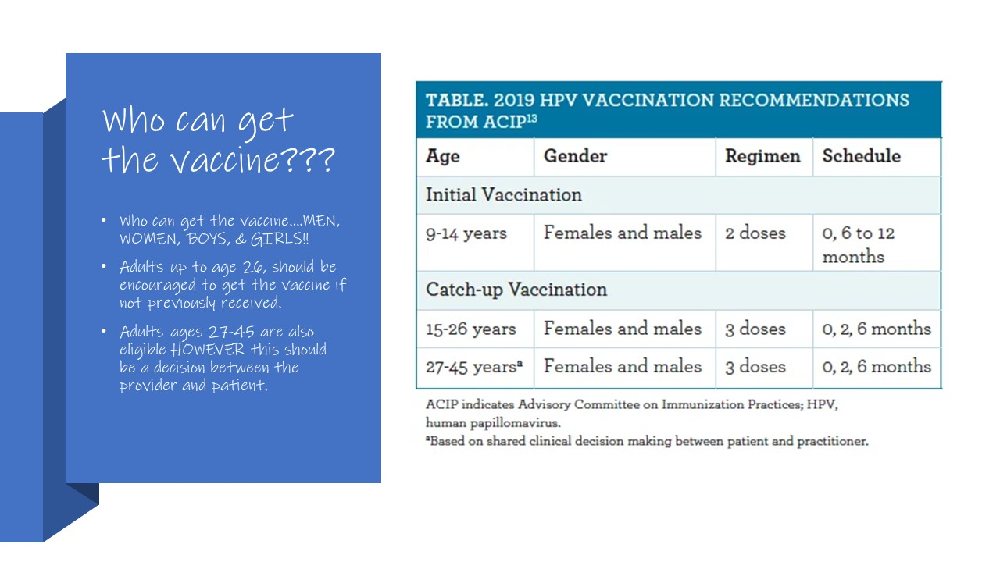 Who can get
the vaccine???
• Who can get the vaccine....MEN,
WOMEN, BOYS, & GIRLS!!
• Adults up to age 26, should be
encouraged to get the vaccine if
not previously received.
• Adults ages 27-45 are also
eligible HOWEVER this should
be a decision between the
provider and patient.
TABLE. 2019 HPV VACCINATION RECOMMENDATIONS
FROM ACIP¹³
Age Gender Regimen Schedule
Initial Vaccination
9-14 years Females and males 2 doses 0, 6 to 12
months
Catch-up Vaccination
15-26 years Females and males 3 doses 0, 2, 6 months
27-45 yearsᵃ Females and males 3 doses 0, 2, 6 months
ACIP indicates Advisory Committee on Immunization Practices; HPV,
human papillomavirus.
ᵃBased on shared clinical decision making between patient and practitioner.